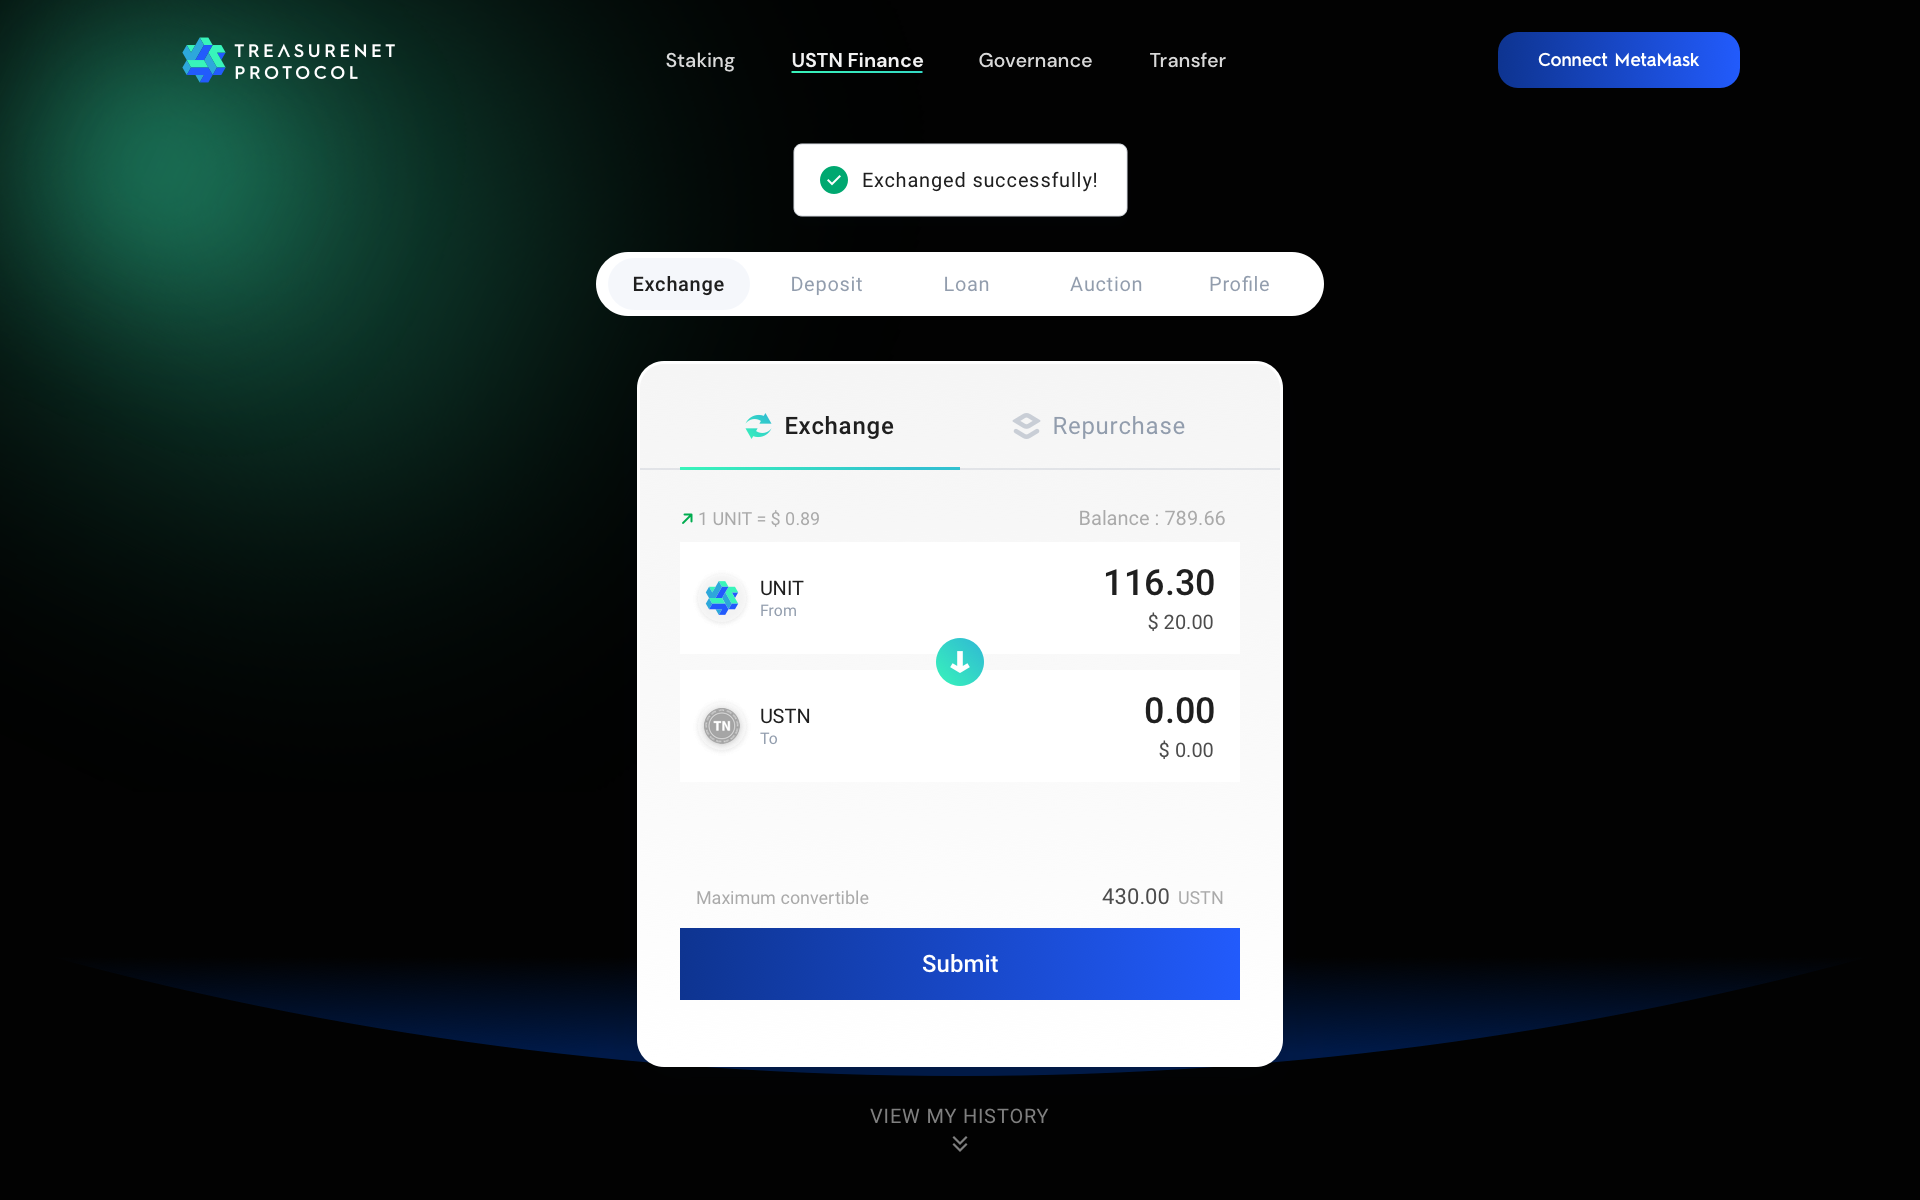 TREASURENET
PROTOCOL
Staking
USTN Finance
Governance
Transfer
Connect MetaMask
Exchanged successfully!
Exchange
Deposit
Loan
Auction
Profile
Exchange
Repurchase
1 UNIT = $ 0.89
Balance : 789.66
UNIT
From
116.30
$ 20.00
TN
USTN
To
0.00
$ 0.00
Maximum convertible
430.00 USTN
Submit
VIEW MY HISTORY